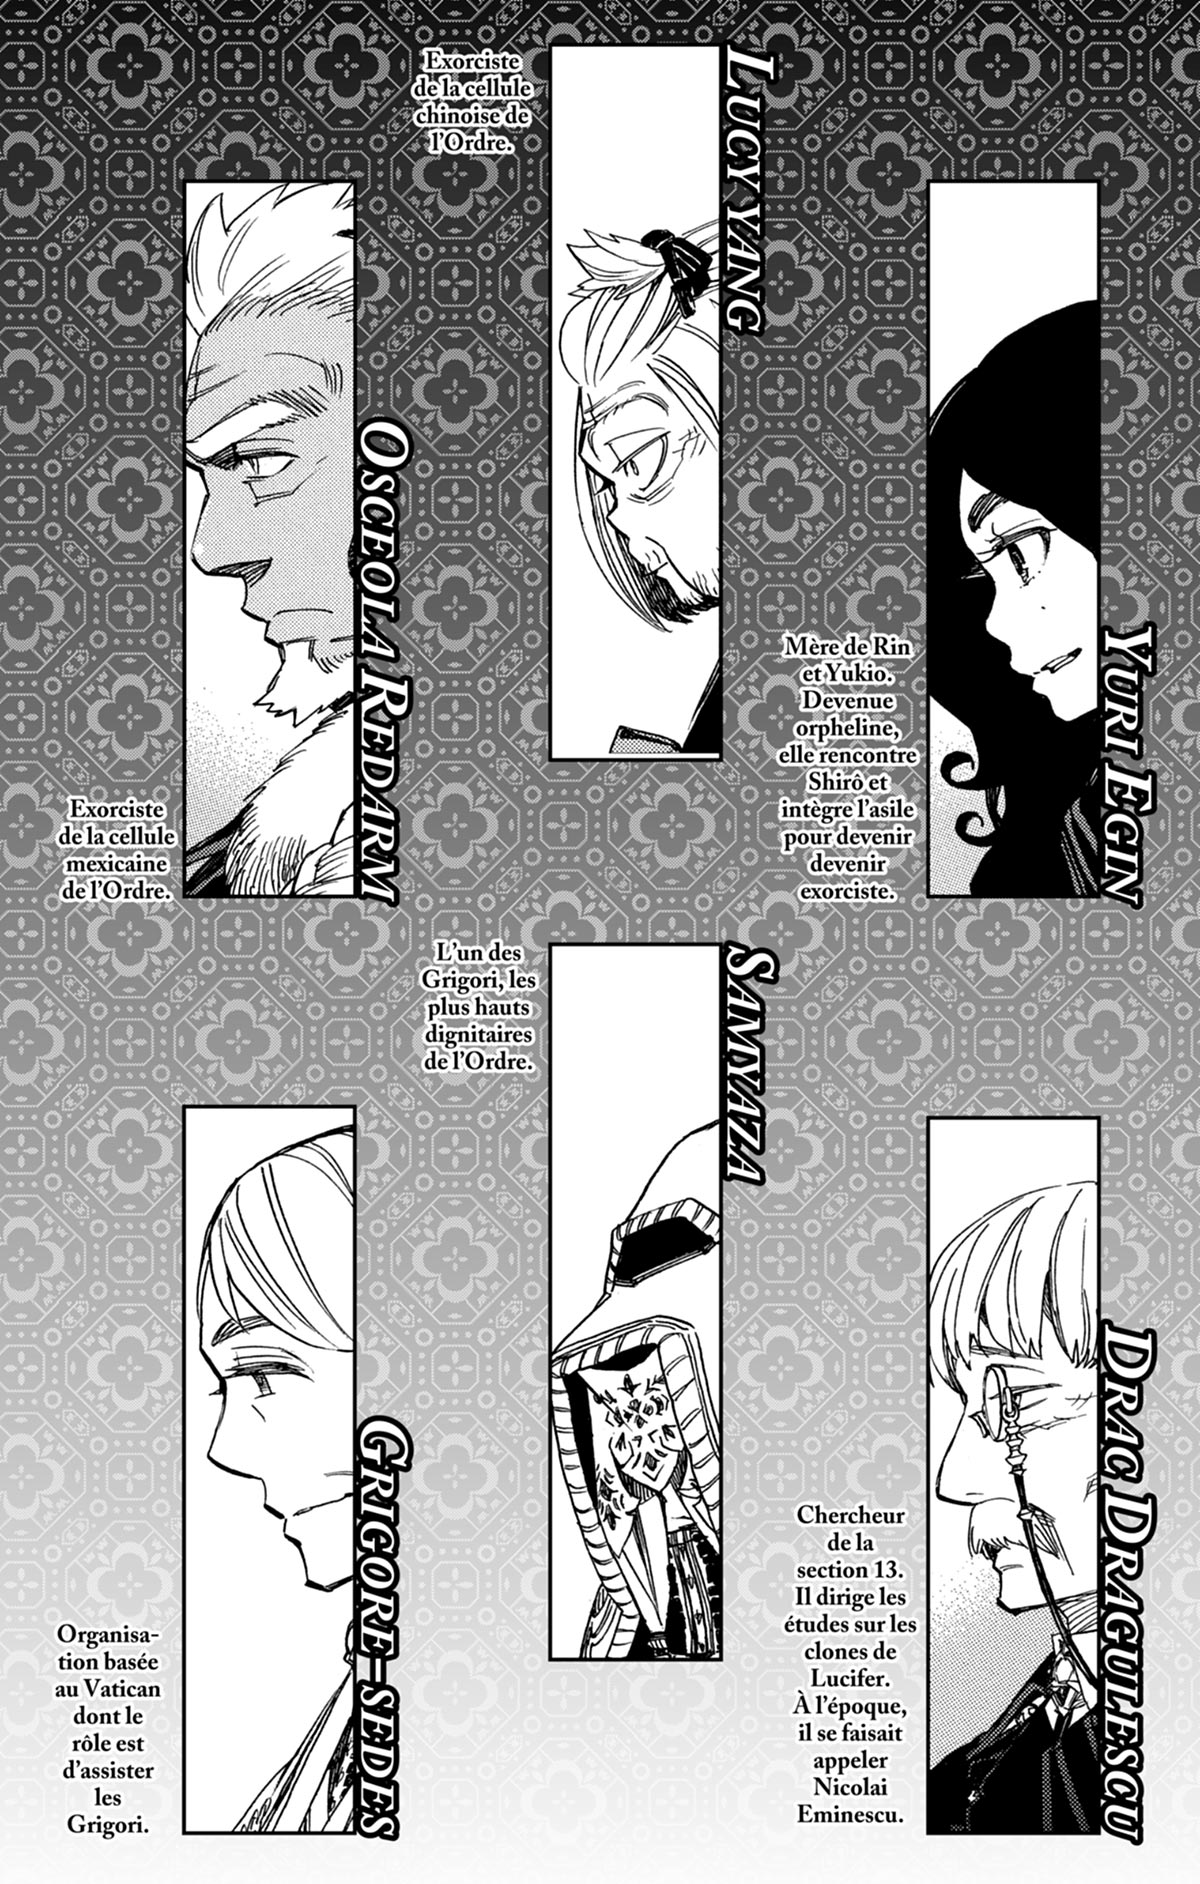 YURI EGIN
Mère de Rin
et Yukio.
Devenue
orpheline,
elle rencontre
Shirô et
intègre l'asile
pour devenir
devenir
exorciste.
LUCY YANG
Exorciste
de la cellule
chinoise de
l'Ordre.
OSCEOLA REDARM
Exorciste
de la cellule
mexicaine
de l'Ordre.
DRAC DRAGULESCU
Chercheur
de la
section 13.
Il dirige les
études sur les
clones de
Lucifer.
À l'époque,
il se faisait
appeler
Nicolai
Eminescu.
SAMYAZA
L'un des
Grigori, les
plus hauts
dignitaires
de l'Ordre.
GRIGORE=SEDES
Organisa-
tion basée
au Vatican
dont le
rôle est
d'assister
les
Grigori.